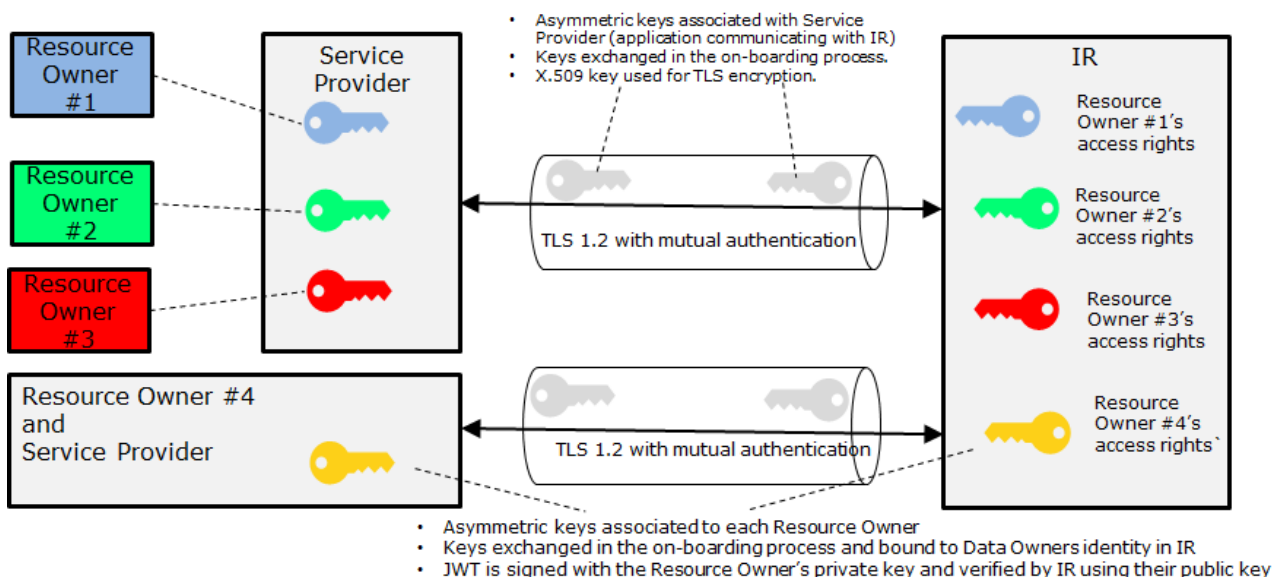 • Asymmetric keys associated with Service
Provider (application communicating with IR)
• Keys exchanged in the on-boarding process.
• X.509 key used for TLS encryption.
Resource
Owner
#1
Service
Provider
IR
Resource
Owner #1's
access rights
Resource
Owner
#2
TLS 1.2 with mutual authentication
Resource
Owner #2's
access rights
Resource
Owner
#3
Resource
Owner #3's
access rights
Resource Owner #4
and
Service Provider
TLS 1.2 with mutual authentication
Resource
Owner #4's
access rights`
• Asymmetric keys associated to each Resource Owner
• Keys exchanged in the on-boarding process and bound to Data Owners identity in IR
• JWT is signed with the Resource Owner's private key and verified by IR using their public key